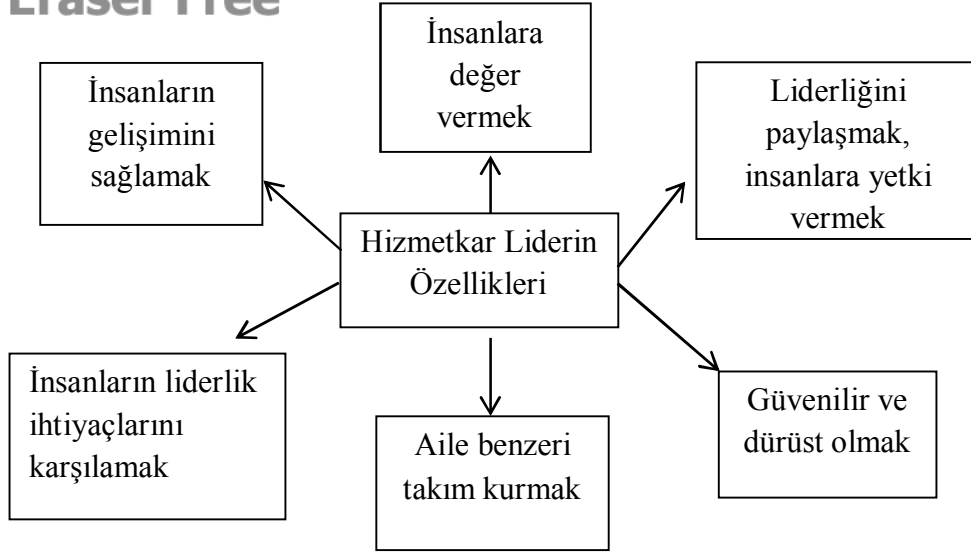 Eraser Free
İnsanlara
değer
vermek
İnsanların
gelişimini
sağlamak
Liderliğini
paylaşmak,
insanlara yetki
vermek
Hizmetkar Liderin
Özellikleri
İnsanların liderlik
ihtiyaçlarını
karşılamak
Aile benzeri
takım kurmak
Güvenilir ve
dürüst olmak